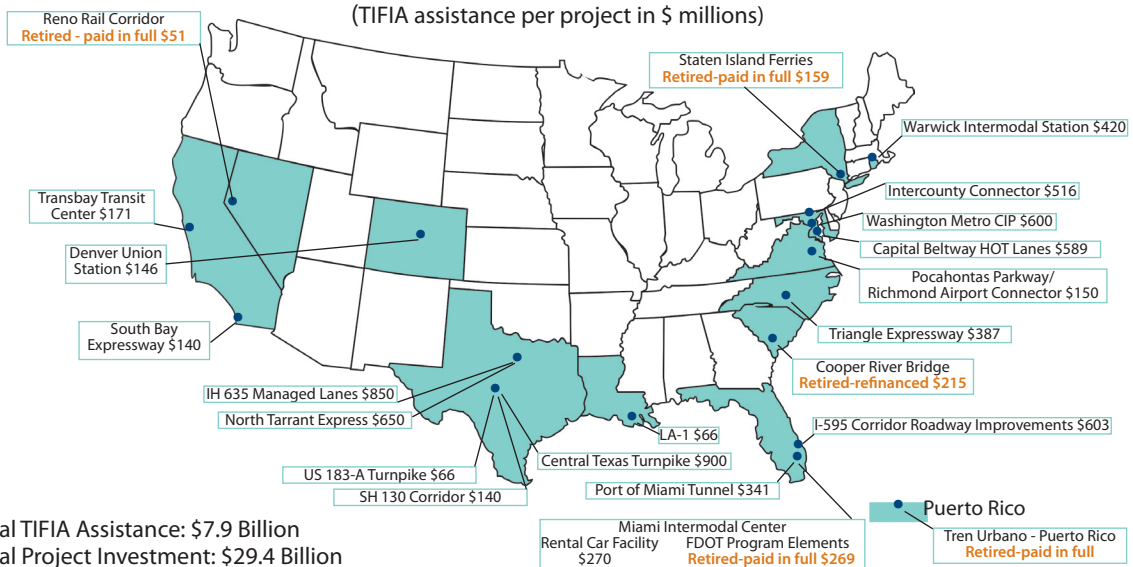 (TIFIA assistance per project in $ millions)
Reno Rail Corridor
Retired - paid in full $51
Staten Island Ferries
Retired-paid in full $159
Warwick Intermodal Station $420
Intercounty Connector $516
Transbay Transit
Center $171
Washington Metro CIP $600
Capital Beltway HOT Lanes $589
Denver Union
Station $146
Pocahontas Parkway/
Richmond Airport Connector $150
South Bay
Expressway $140
Triangle Expressway $387
Cooper River Bridge
Retired-refinanced $215
IH 635 Managed Lanes $850
North Tarrant Express $650
I-595 Corridor Roadway Improvements $603
LA-1 $66
Central Texas Turnpike $900
US 183-A Turnpike $66
Port of Miami Tunnel $341
SH 130 Corridor $140
Puerto Rico
Tren Urbano - Puerto Rico
Retired-paid in full
Miami Intermodal Center
Rental Car Facility
$270
FDOT Program Elements
Retired-paid in full $269
al TIFIA Assistance: $7.9 Billion
al Project Investment: $29.4 Billion